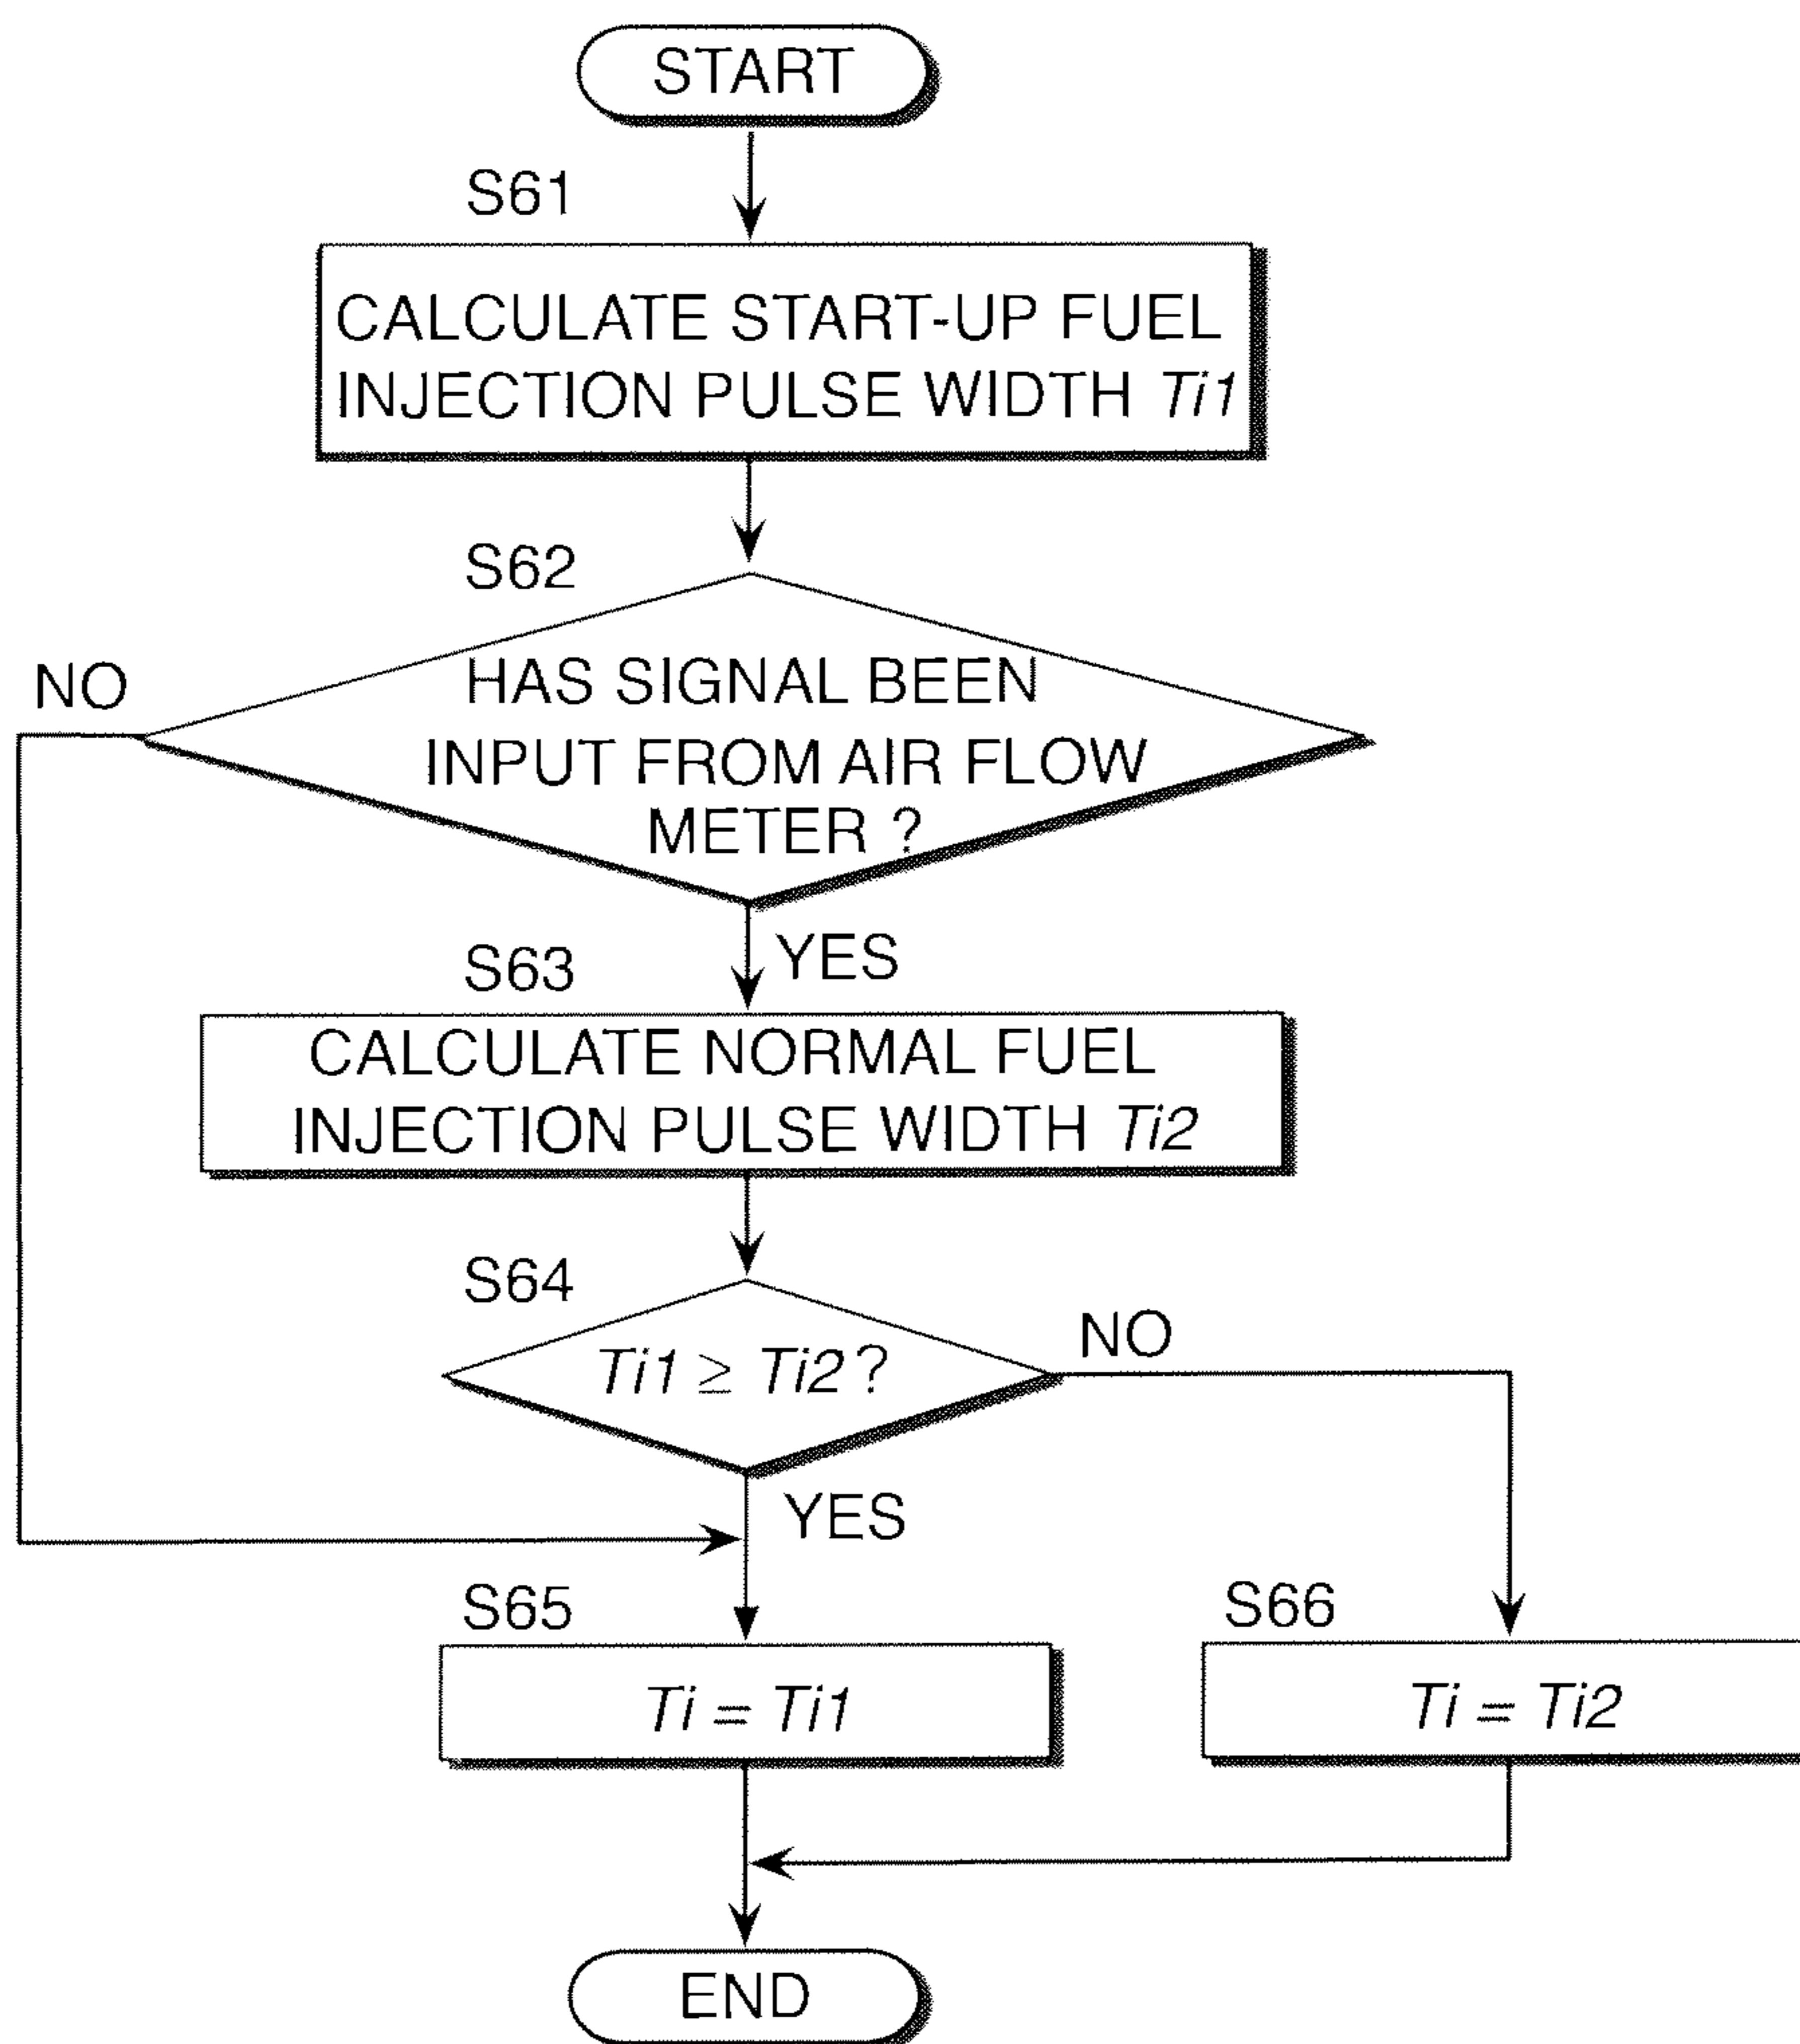 START
S61
CALCULATE START-UP FUEL
INJECTION PULSE WIDTH Ti1
S62
NO
HAS SIGNAL BEEN
INPUT FROM AIR FLOW
METER ?
YES
S63
CALCULATE NORMAL FUEL
INJECTION PULSE WIDTH Ti2
S64
NO
Ti1 ≥ Ti2 ?
YES
S65
S66
Ti = Ti1
Ti = Ti2
END